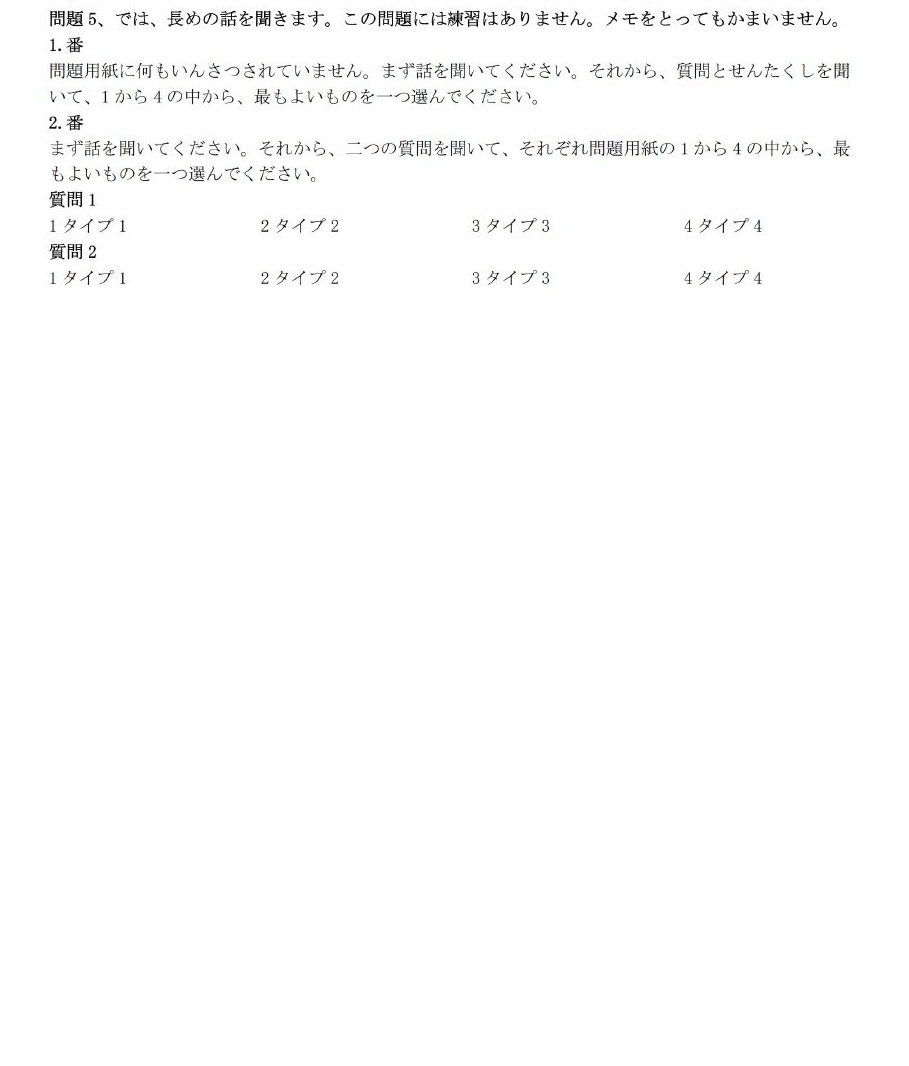 問題 5、では、長めの話を聞きます。この問題には練習はありません。メモをとってもかまいません。
1.番
問題用紙に何もいんさつされていません。まず話を聞いてください。それから、質問とせんたくしを聞
いて、1 から 4 の中から、最もよいものを一つ選んでください。
2.番
まず話を聞いてください。それから、二つの質問を聞いて、それぞれ問題用紙の 1 から 4 の中から、最
もよいものを一つ選んでください。
質問 1
1 タイプ 1 2 タイプ 2 3 タイプ 3 4 タイプ 4
質問 2
1 タイプ 1 2 タイプ 2 3 タイプ 3 4 タイプ 4